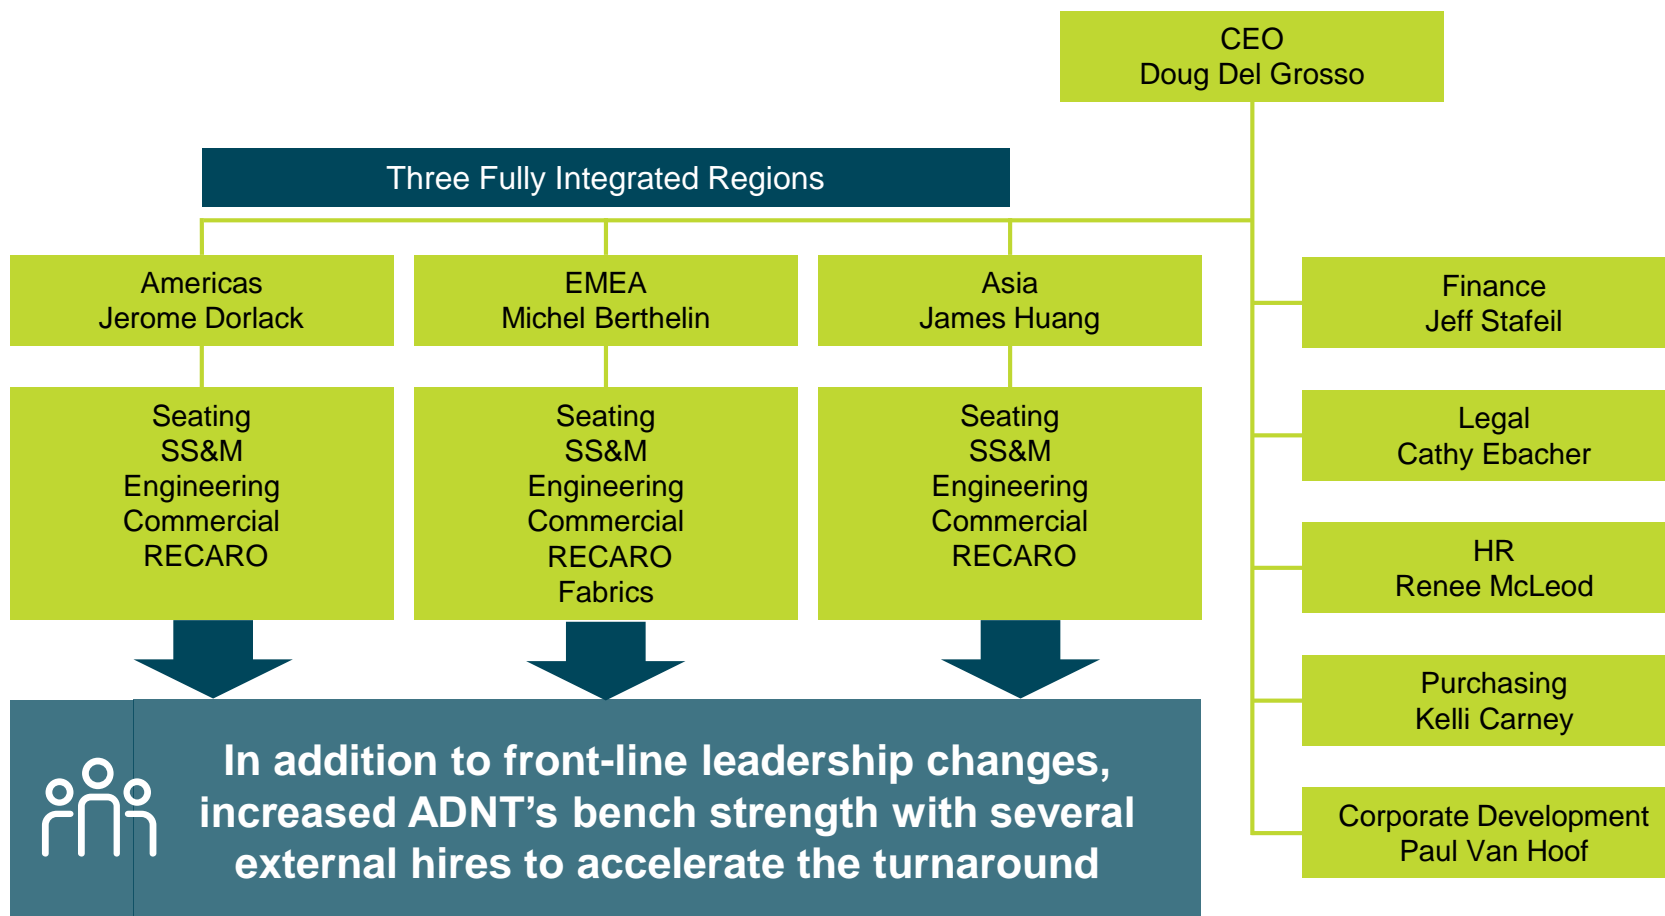 CEO
Doug Del Grosso
Three Fully Integrated Regions
Americas
Jerome Dorlack
EMEA
Michel Berthelin
Asia
James Huang
Seating
SS&M
Engineering
Commercial
RECARO
Seating
SS&M
Engineering
Commercial
RECARO
Fabrics
Seating
SS&M
Engineering
Commercial
RECARO
Finance
Jeff Stafeil
Legal
Cathy Ebacher
HR
Renee McLeod
Purchasing
Kelli Carney
Corporate Development
Paul Van Hoof
In addition to front-line leadership changes,
increased ADNT’s bench strength with several
external hires to accelerate the turnaround